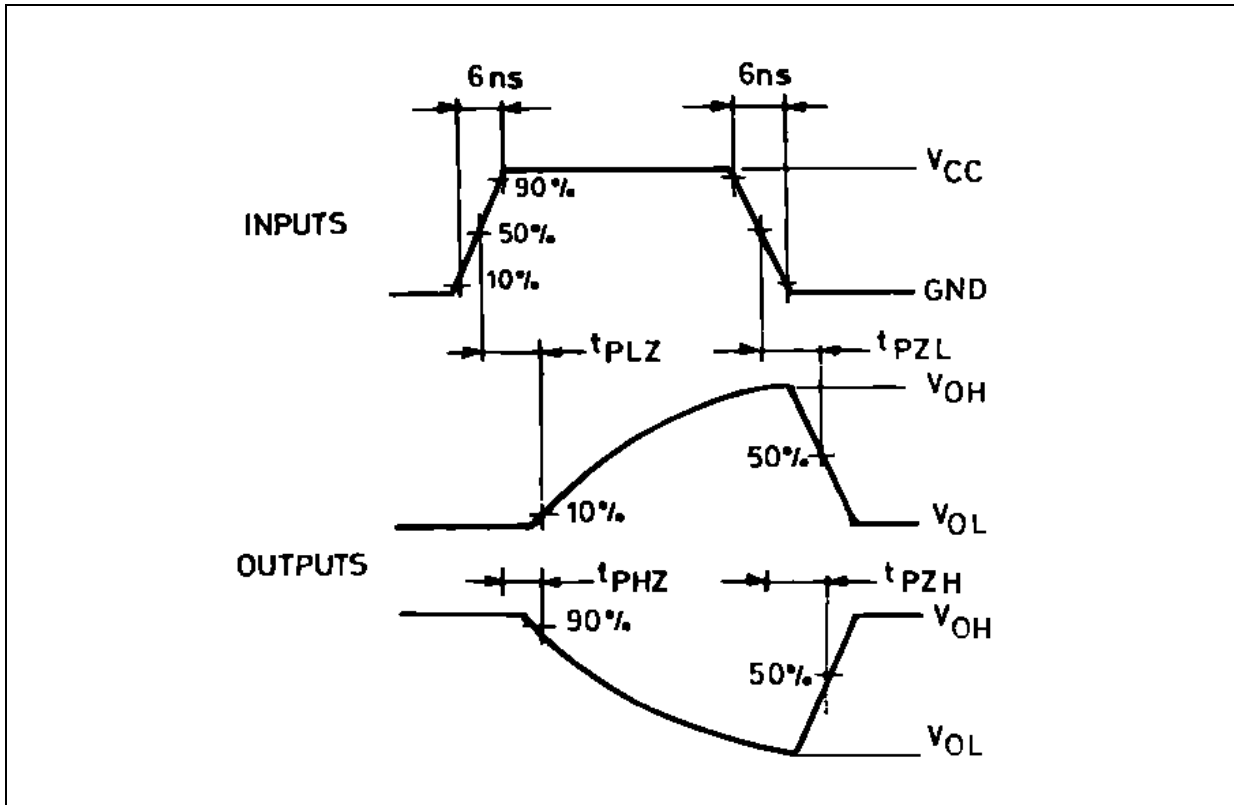 6ns 6ns
VCC
90%
INPUTS
50%
10%
GND
tPLZ tPZL
VOH
50%
10%
VOL
OUTPUTS
tPHZ tPZH
90%
VOH
50%
VOL